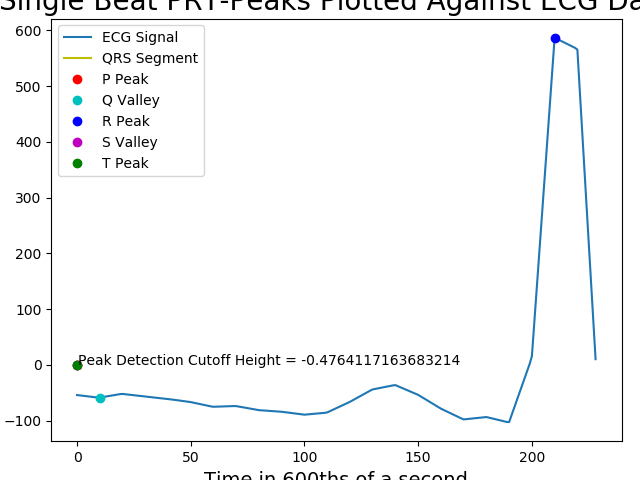 Single Beat PRT-Peaks Plotted Against ECG Da
600
500
400
300
200
100
0
−100
ECG Signal
QRS Segment
P Peak
Q Valley
R Peak
S Valley
T Peak
Peak Detection Cutoff Height = -0.4764117163683214
0 50 100 150 200
Time in 600ths of a second